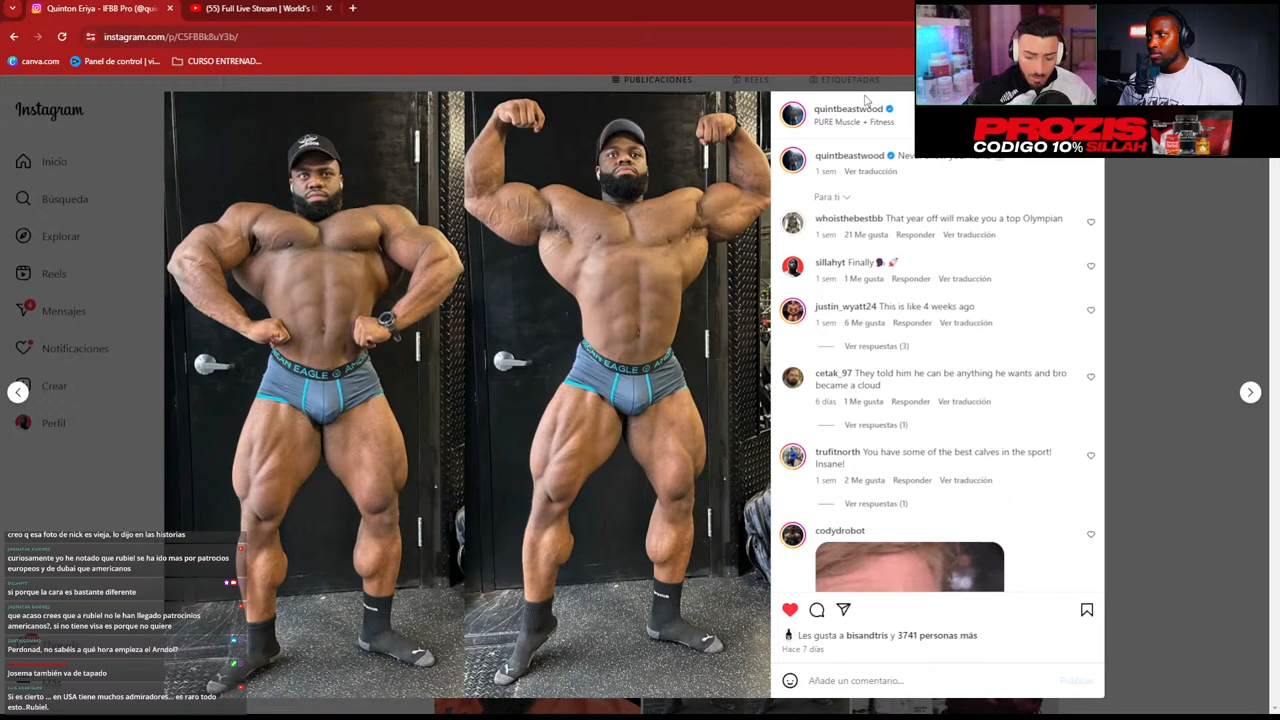 Quinton Eriya - IFBB Pro (@qui
(55) Full Live Stream | World's U
instagram.com/p/C5FBBk8uY3b/
canva.com
Panel de control | vi...
CURSO ENTRENAD...
PUBLICACIONES
REELS
ETIQUETADAS
Instagram
Inicio
Búsqueda
Explorar
Reels
4
Mensajes
Notificaciones
Crear
Perfil
quintbeastwood
PURE Muscle + Fitness
quintbeastwood
1 sem Ver traducción
Para ti
whoisthebestbb That year off will make you a top Olympian
1 sem 21 Me gusta Responder Ver traducción
sillahyt Finally🗣 🚀
1 sem 1 Me gusta Responder Ver traducción
justin_wyatt24 This is like 4 weeks ago
1 sem 6 Me gusta Responder Ver traducción
Ver respuestas (3)
cetak_97 They told him he can be anything he wants and bro
became a cloud
6 días 1 Me gusta Responder Ver traducción
Ver respuestas (1)
trufitnorth You have some of the best calves in the sport!
Insane!
1 sem 2 Me gusta Responder Ver traducción
Ver respuestas (1)
codydrobot
Les gusta a bisandtris y 3741 personas más
Hace 7 días
Añade un comentario...
Publicar
PROZIS
CODIGO 10% SILLAH
EAN EAGLE
creo q esa foto de nick es vieja, lo dijo en las historias
curiosamente yo he notado que rubiel se ha ido mas por patrocios
europeos y de dubai que americanos
SILLAHYT
si porque la cara es bastante diferente
que acaso crees que a rubiel no le han llegado patrocinios
americanos?, si no tiene visa es porque no quiere
Perdonad, no sabéis a qué hora empieza el Arndol?
Josema también va de tapado
Si es cierto ... en USA tiene muchos admiradores... es raro todo
esto..Rubiel.